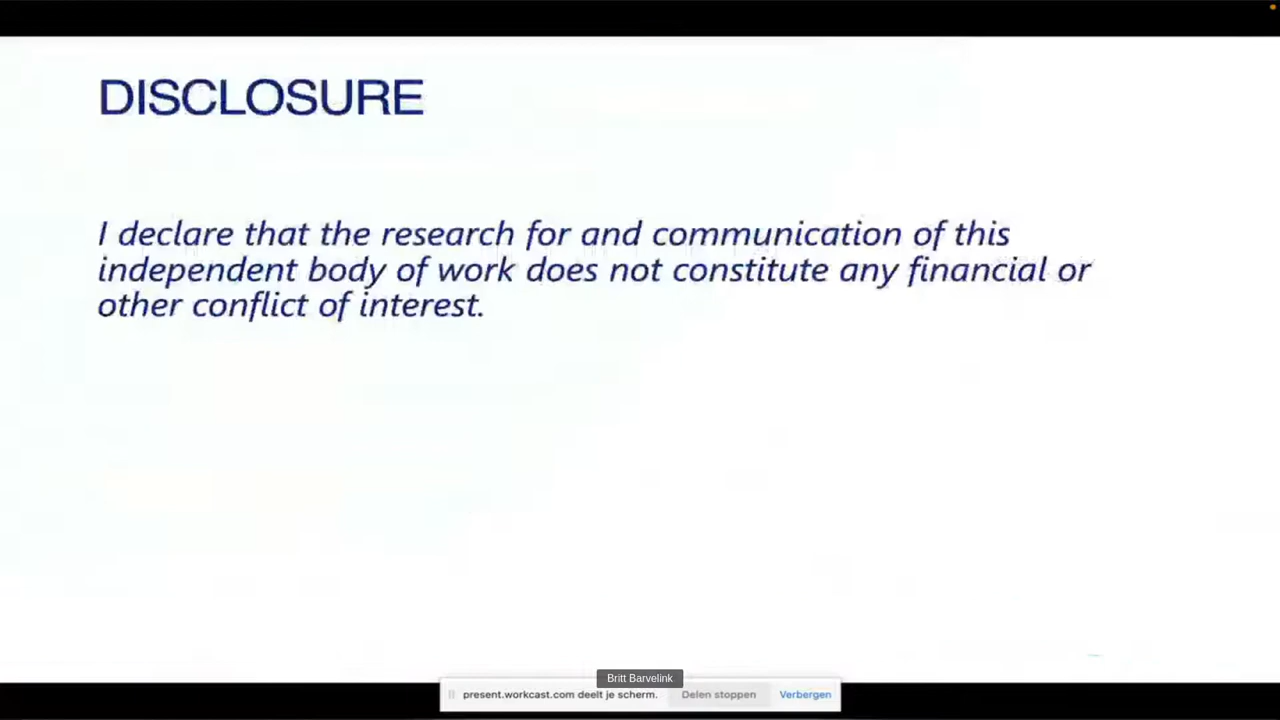 DISCLOSURE
I declare that the research for and communication of this
independent body of work does not constitute any financial or
other conflict of interest.
Britt Barvelink
present.workcast.com deelt je scherm. Delen stoppen Verbergen